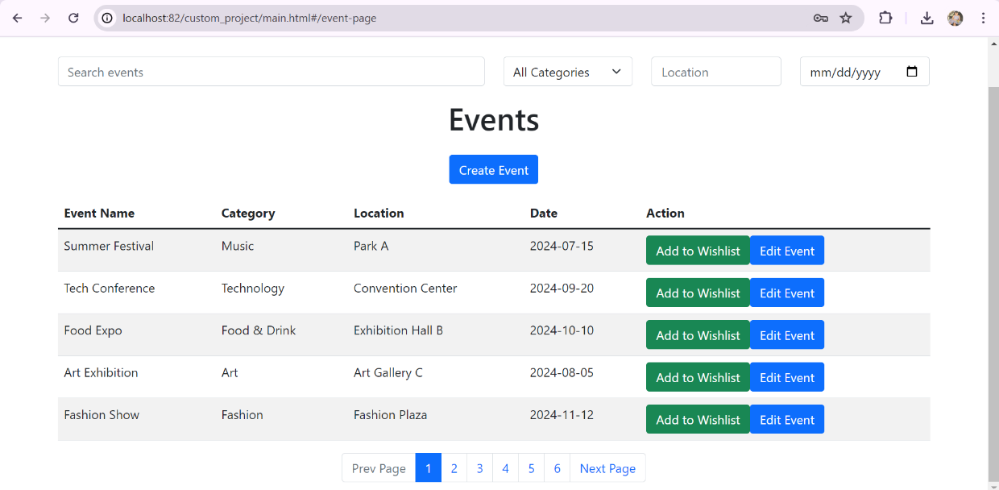 localhost:82/custom_project/main.html#/event-page
Search events All Categories Location mm/dd/yyyy
Events
Create Event
Event Name Category Location Date Action
Summer Festival Music Park A 2024-07-15 Add to Wishlist Edit Event
Tech Conference Technology Convention Center 2024-09-20 Add to Wishlist Edit Event
Food Expo Food & Drink Exhibition Hall B 2024-10-10 Add to Wishlist Edit Event
Art Exhibition Art Art Gallery C 2024-08-05 Add to Wishlist Edit Event
Fashion Show Fashion Fashion Plaza 2024-11-12 Add to Wishlist Edit Event
Prev Page 1 2 3 4 5 6 Next Page